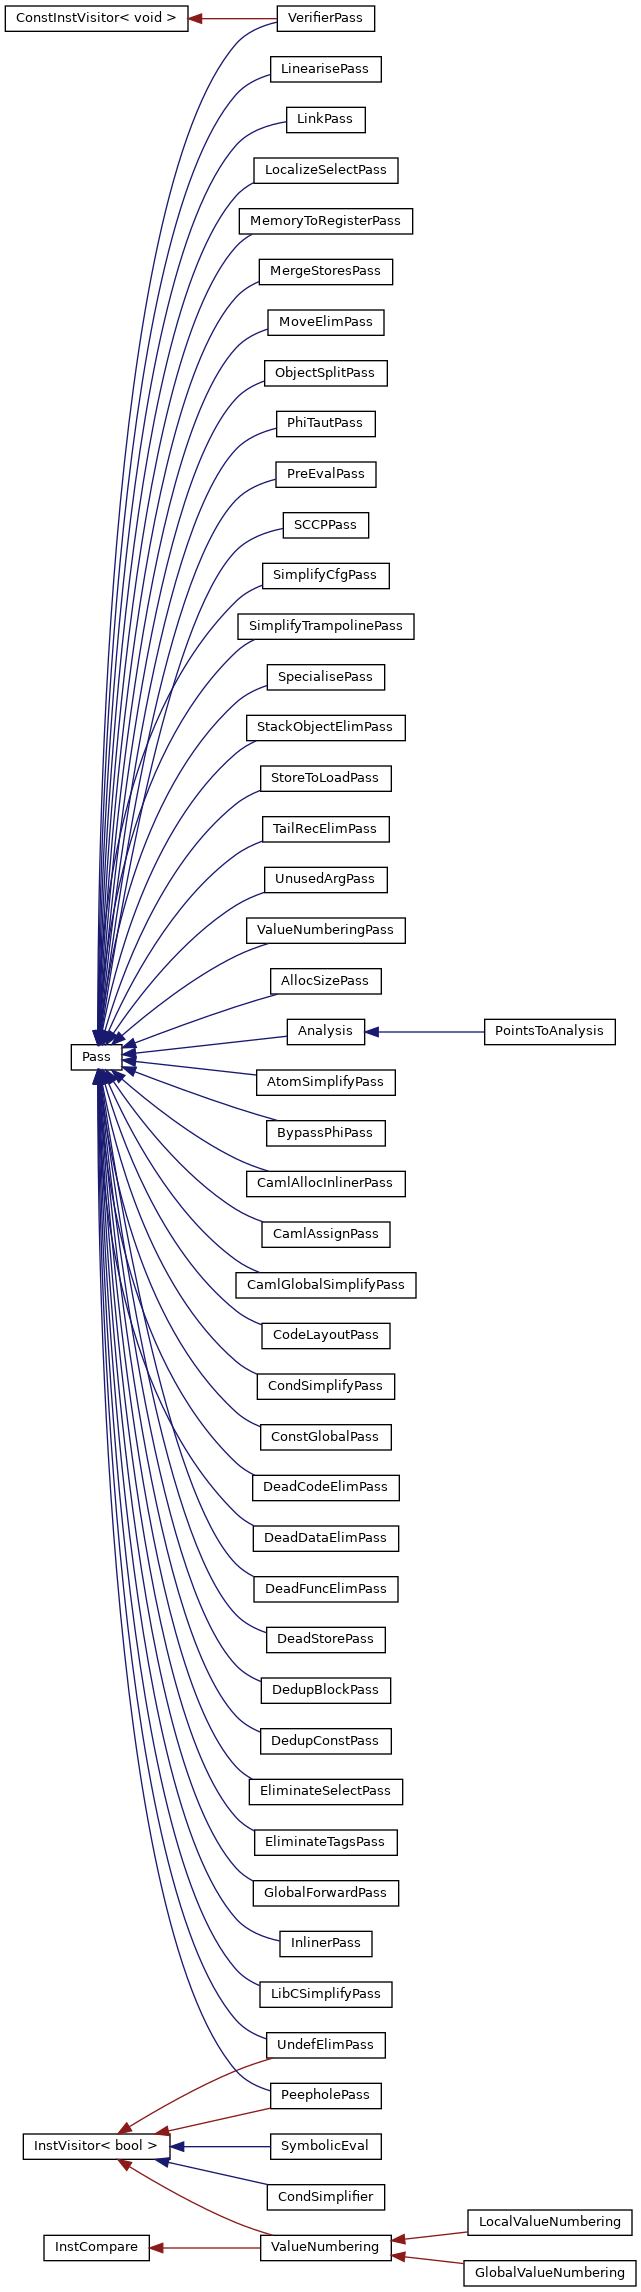 ConstInstVisitor< void >
VerifierPass
LinearisePass
LinkPass
LocalizeSelectPass
MemoryToRegisterPass
MergeStoresPass
MoveElimPass
ObjectSplitPass
PhiTautPass
PreEvalPass
SCCPPass
SimplifyCfgPass
SimplifyTrampolinePass
SpecialisePass
StackObjectElimPass
StoreToLoadPass
TailRecElimPass
UnusedArgPass
ValueNumberingPass
AllocSizePass
Analysis
PointsToAnalysis
Pass
AtomSimplifyPass
BypassPhiPass
CamlAllocInlinerPass
CamlAssignPass
CamlGlobalSimplifyPass
CodeLayoutPass
CondSimplifyPass
ConstGlobalPass
DeadCodeElimPass
DeadDataElimPass
DeadFuncElimPass
DeadStorePass
DedupBlockPass
DedupConstPass
EliminateSelectPass
EliminateTagsPass
GlobalForwardPass
InlinerPass
LibCSimplifyPass
UndefElimPass
PeepholePass
InstVisitor< bool >
SymbolicEval
CondSimplifier
LocalValueNumbering
InstCompare
ValueNumbering
GlobalValueNumbering